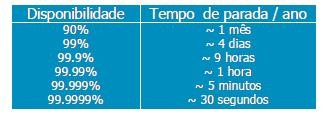 Disponibilidade Tempo de parada / ano
90% ~ 1 mês
99% ~ 4 dias
99.9% ~ 9 horas
99.99% ~ 1 hora
99.999% ~ 5 minutos
99.9999% ~ 30 segundos